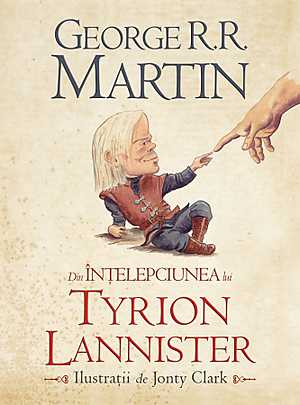 GEORGE R.R.
MARTIN
Din ÎNȚELEPCIUNEA lui
TYRION
LANNISTER
Ilustrații de Jonty Clark